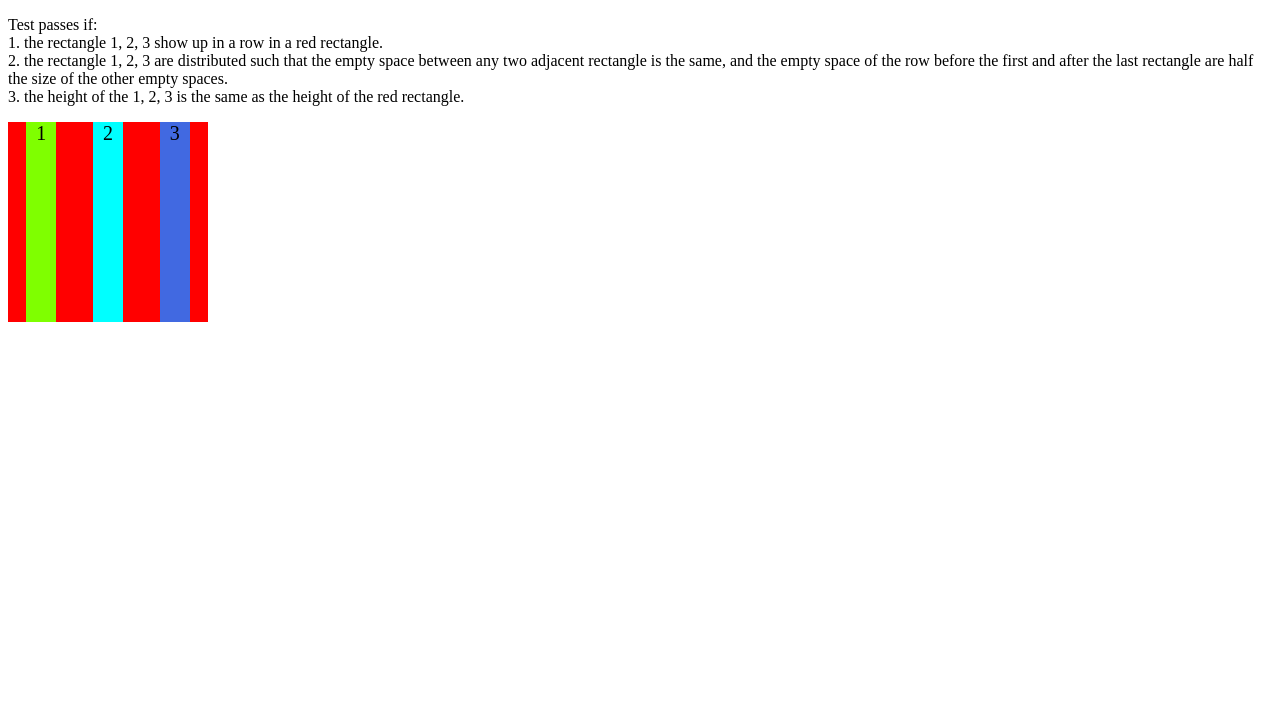 Test passes if:
1. the rectangle 1, 2, 3 show up in a row in a red rectangle.
2. the rectangle 1, 2, 3 are distributed such that the empty space between any two adjacent rectangle is the same, and the empty space of the row before the first and after the last rectangle are half
the size of the other empty spaces.
3. the height of the 1, 2, 3 is the same as the height of the red rectangle.
1 2 3